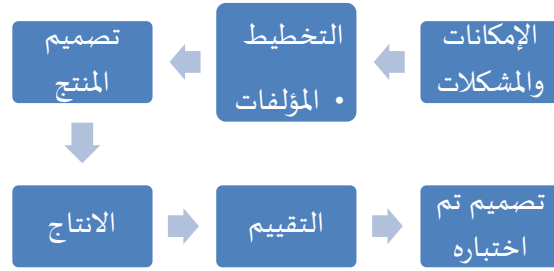 الإمكانات
والمشكلات
التخطيط
• المؤلفات
تصميم
المنتج
الانتاج
التقييم
تصميم تم
اختباره